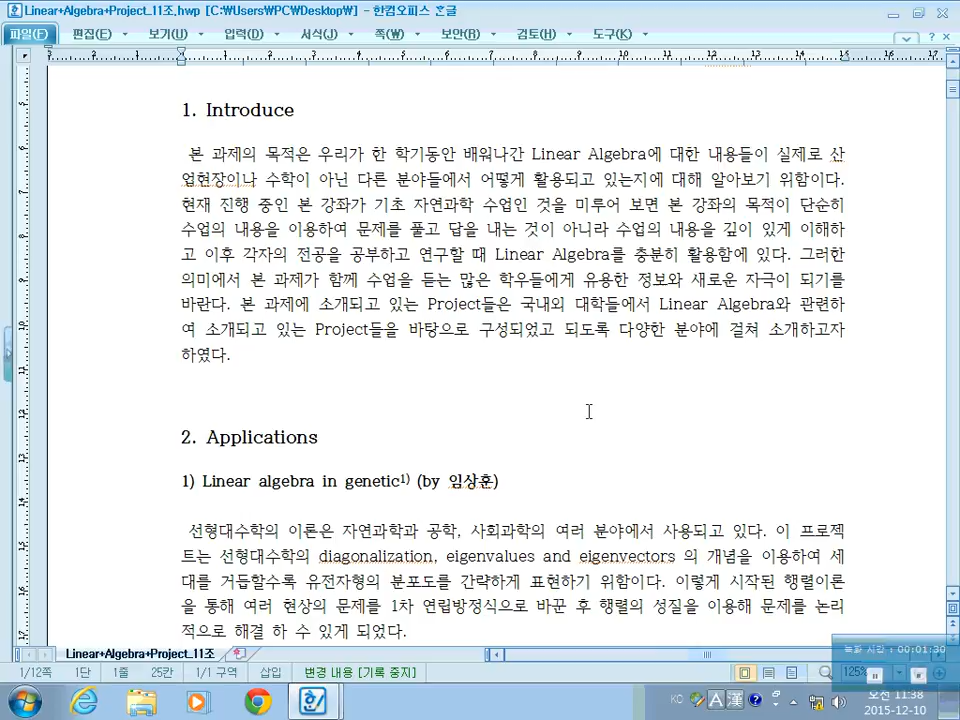 Linear+Algebra+Project_11조.hwp [C:₩Users₩PC₩Desktop₩] - 한컴오피스 한글
파일(F) 편집(E) 보기(U) 입력(D) 서식(J) 쪽(W) 보안(R) 검토(H) 도구(K)
1. Introduce
본 과제의 목적은 우리가 한 학기동안 배워나간 Linear Algebra에 대한 내용들이 실제로 산
업현장이나 수학이 아닌 다른 분야들에서 어떻게 활용되고 있는지에 대해 알아보기 위함이다.
현재 진행 중인 본 강좌가 기초 자연과학 수업인 것을 미루어 보면 본 강좌의 목적이 단순히
수업의 내용을 이용하여 문제를 풀고 답을 내는 것이 아니라 수업의 내용을 깊이 있게 이해하
고 이후 각자의 전공을 공부하고 연구할 때 Linear Algebra를 충분히 활용함에 있다. 그러한
의미에서 본 과제가 함께 수업을 듣는 많은 학우들에게 유용한 정보와 새로운 자극이 되기를
바란다. 본 과제에 소개되고 있는 Project들은 국내외 대학들에서 Linear Algebra와 관련하
여 소개되고 있는 Project들을 바탕으로 구성되었고 되도록 다양한 분야에 걸쳐 소개하고자
하였다.
2. Applications
1) Linear algebra in genetic1) (by 임상훈)
선형대수학의 이론은 자연과학과 공학, 사회과학의 여러 분야에서 사용되고 있다. 이 프로젝
트는 선형대수학의 diagonalization, eigenvalues and eigenvectors 의 개념을 이용하여 세
대를 거듭할수록 유전자형의 분포도를 간략하게 표현하기 위함이다. 이렇게 시작된 행렬이론
을 통해 여러 현상의 문제를 1차 연립방정식으로 바꾼 후 행렬의 성질을 이용해 문제를 논리
적으로 해결 할 수 있게 되었다.
Linear+Algebra+Project_11조
녹화 시간 : 00:01:30
1/12쪽 1단 1줄 25칸 1/1 구역 삽입 변경 내용 [기록 중지] 125%
KO A 漢
오전 11:38
2015-12-10